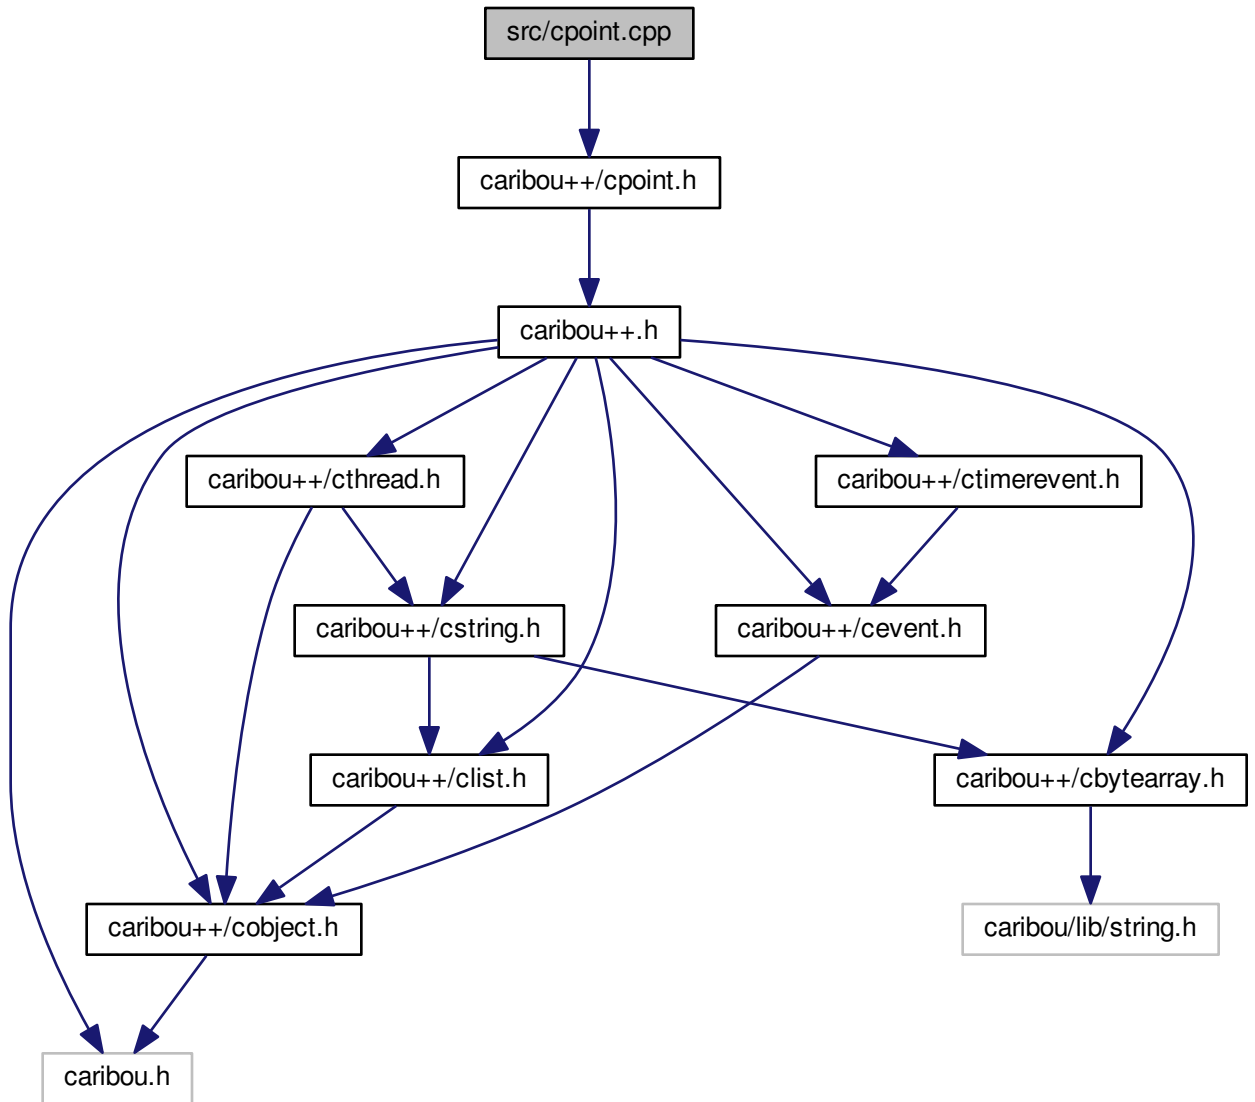 src/cpoint.cpp
caribou++/cpoint.h
caribou++.h
caribou++/cthread.h
caribou++/ctimerevent.h
caribou++/cstring.h
caribou++/cevent.h
caribou++/clist.h
caribou++/cbytearray.h
caribou++/cobject.h
caribou/lib/string.h
caribou.h